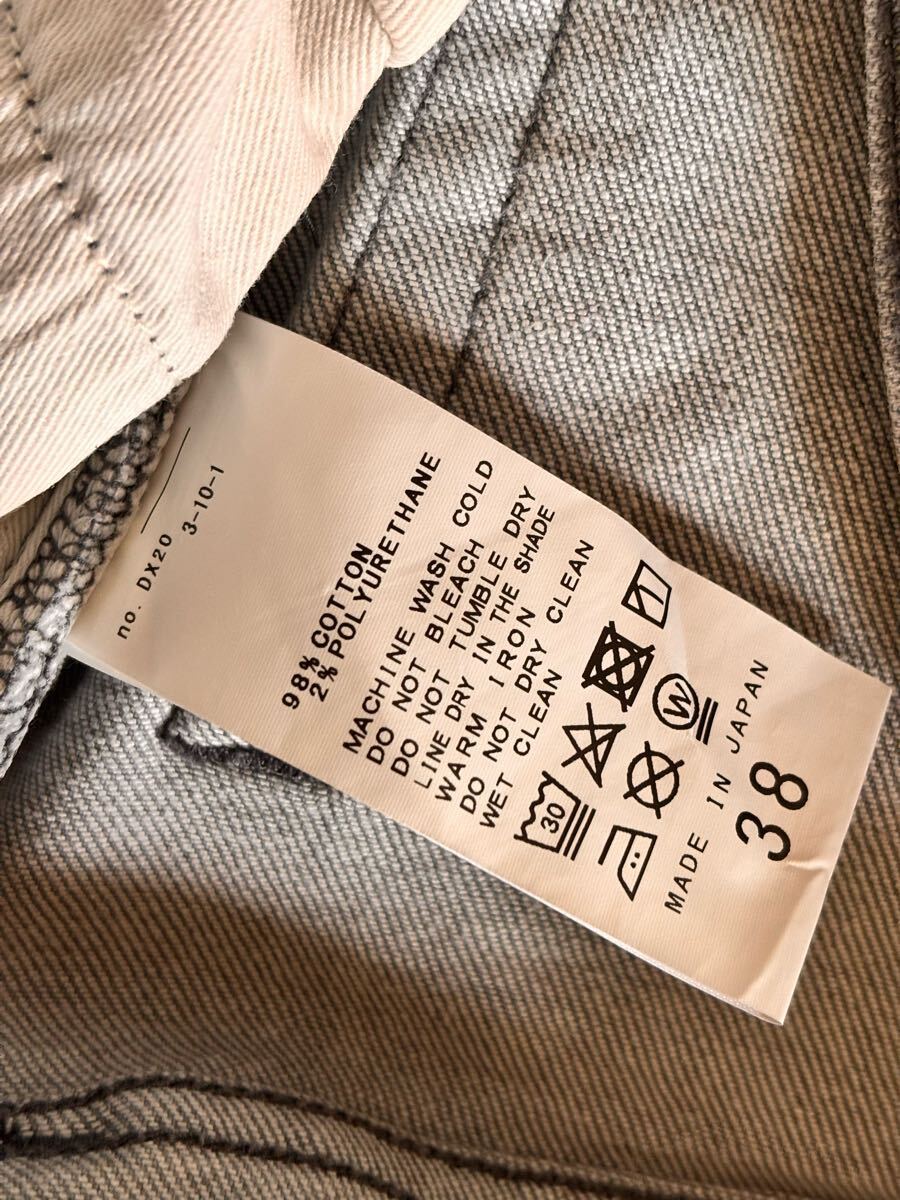 no. DX20
3-10-1
98% COTTON
2% POLYURETHANE
MACHINE WASH COLD
DO NOT BLEACH
DO NOT TUMBLE DRY
LINE DRY IN THE SHADE
WARM IRON
DO NOT DRY CLEAN
WET CLEAN
30
W
MADE IN JAPAN
38